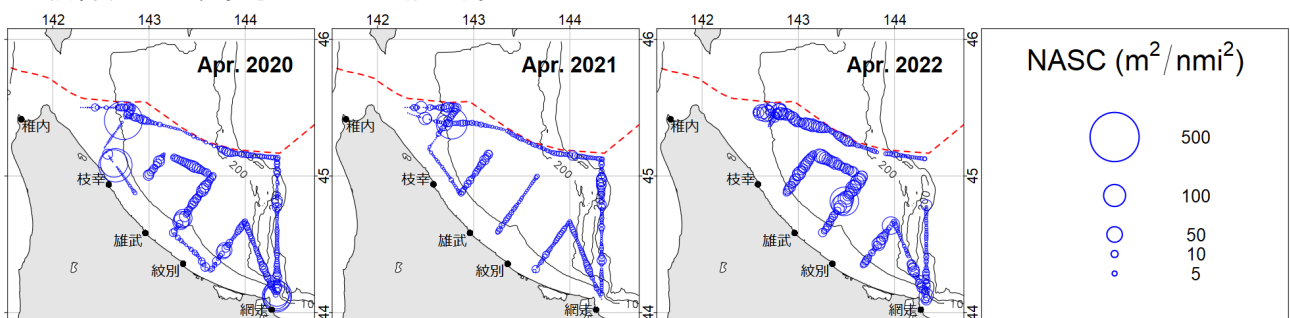 142 143 144 142 143 144 142 143 144
46 46 46
Apr. 2020 Apr. 2021 Apr. 2022 NASC (m²/nmi²)
稚内 稚内 稚内
500
200 200 200
45 45 45
枝幸 枝幸 枝幸
200
100
雄武 雄武 雄武
50
紋別 紋別 紋別
10
5
44 44 44
網走 網走 網走